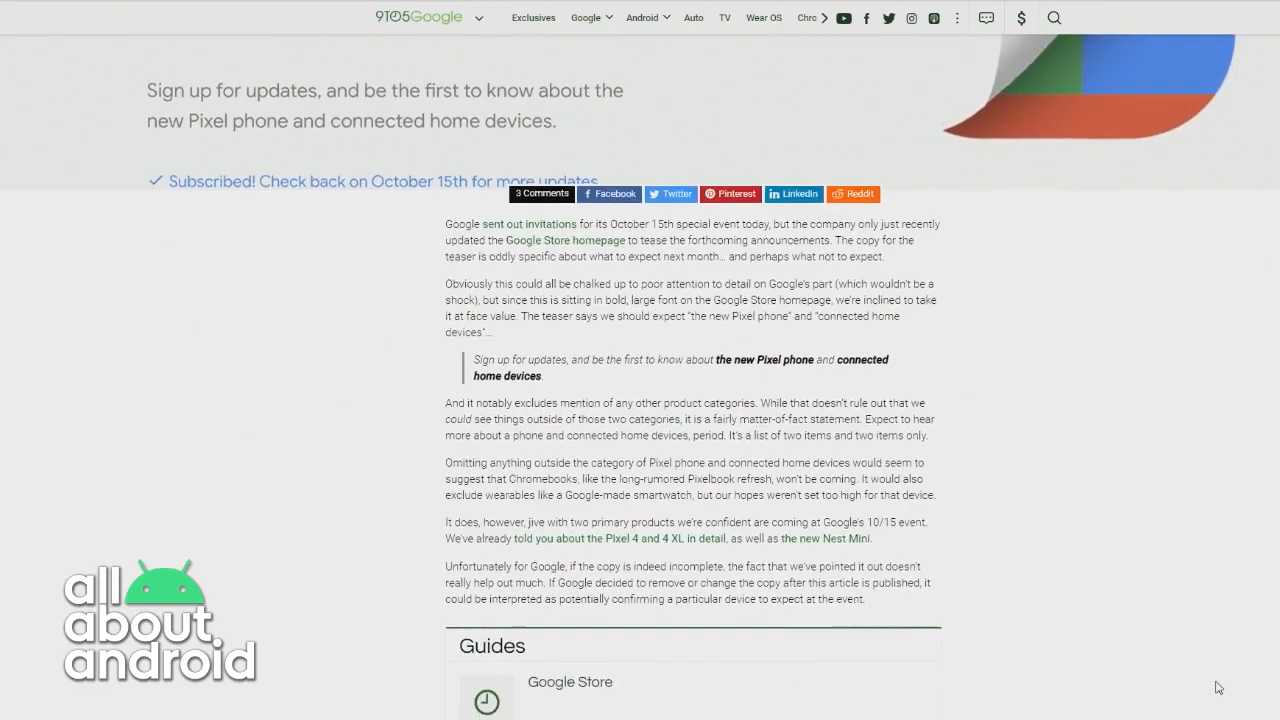 9TO5Google
Exclusives Google Android Auto TV Wear OS Chro
Sign up for updates, and be the first to know about the
new Pixel phone and connected home devices.
Subscribed! Check back on October 15th for more updates
3 Comments Facebook Twitter Pinterest LinkedIn Reddit
Google sent out invitations for its October 15th special event today, but the company only just recently
updated the Google Store homepage to tease the forthcoming announcements. The copy for the
teaser is oddly specific about what to expect next month… and perhaps what not to expect.
Obviously this could all be chalked up to poor attention to detail on Google's part (which wouldn't be a
shock), but since this is sitting in bold, large font on the Google Store homepage, we're inclined to take
it at face value. The teaser says we should expect “the new Pixel phone” and “connected home
devices”…
Sign up for updates, and be the first to know about the new Pixel phone and connected
home devices.
And it notably excludes mention of any other product categories. While that doesn't rule out that we
could see things outside of those two categories, it is a fairly matter-of-fact statement. Expect to hear
more about a phone and connected home devices, period. It's a list of two items and two items only.
Omitting anything outside the category of Pixel phone and connected home devices would seem to
suggest that Chromebooks, like the long-rumored Pixelbook refresh, won't be coming. It would also
exclude wearables like a Google-made smartwatch, but our hopes weren't set too high for that device.
It does, however, jive with two primary products we're confident are coming at Google's 10/15 event.
We've already told you about the Pixel 4 and 4 XL in detail, as well as the new Nest Mini.
Unfortunately for Google, if the copy is indeed incomplete, the fact that we've pointed it out doesn't
really help out much. If Google decided to remove or change the copy after this article is published, it
could be interpreted as potentially confirming a particular device to expect at the event.
Guides
Google Store
all
about
android